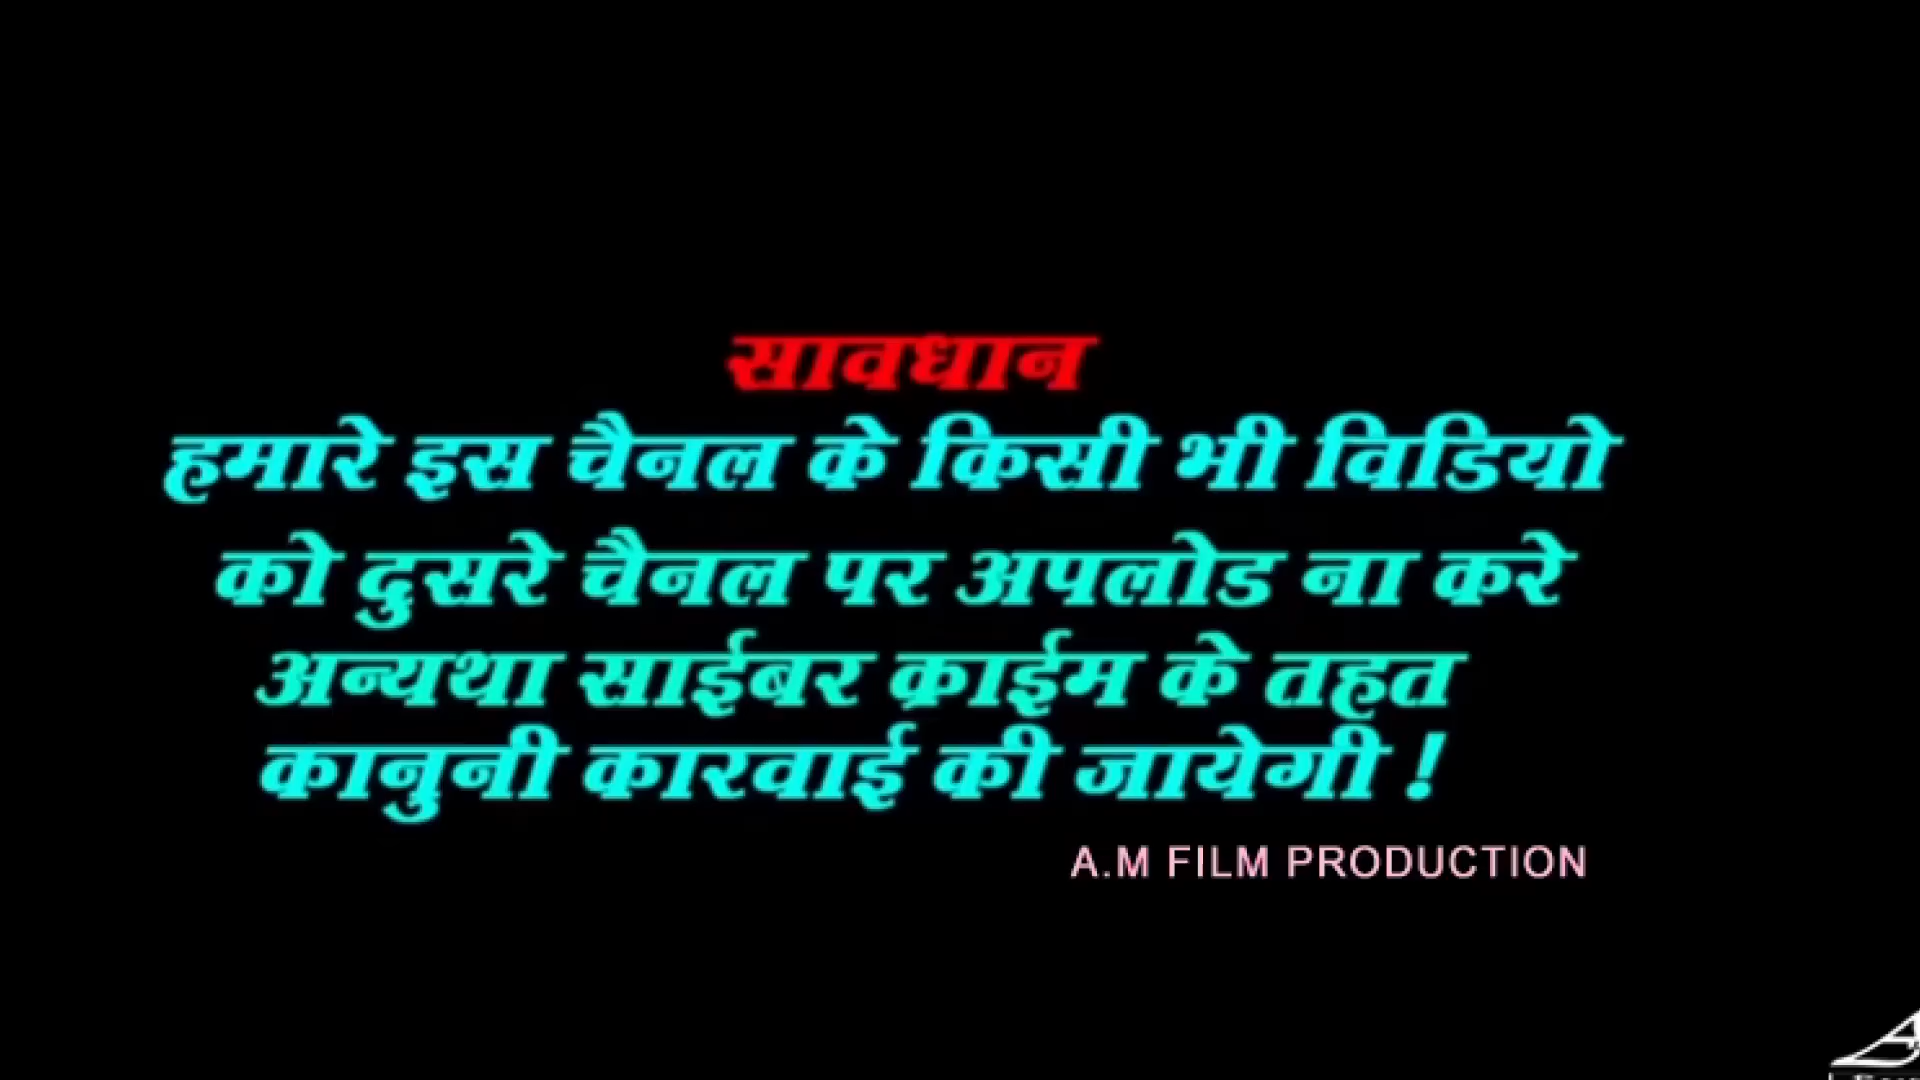 सावधान
हमारे इस चैनल के किसी भी विडियो
को दुसरे चैनल पर अपलोड ना करे
अन्यथा साईबर क्राईम के तहत
कानुनी कारवाई की जायेगी !
A.M FILM PRODUCTION